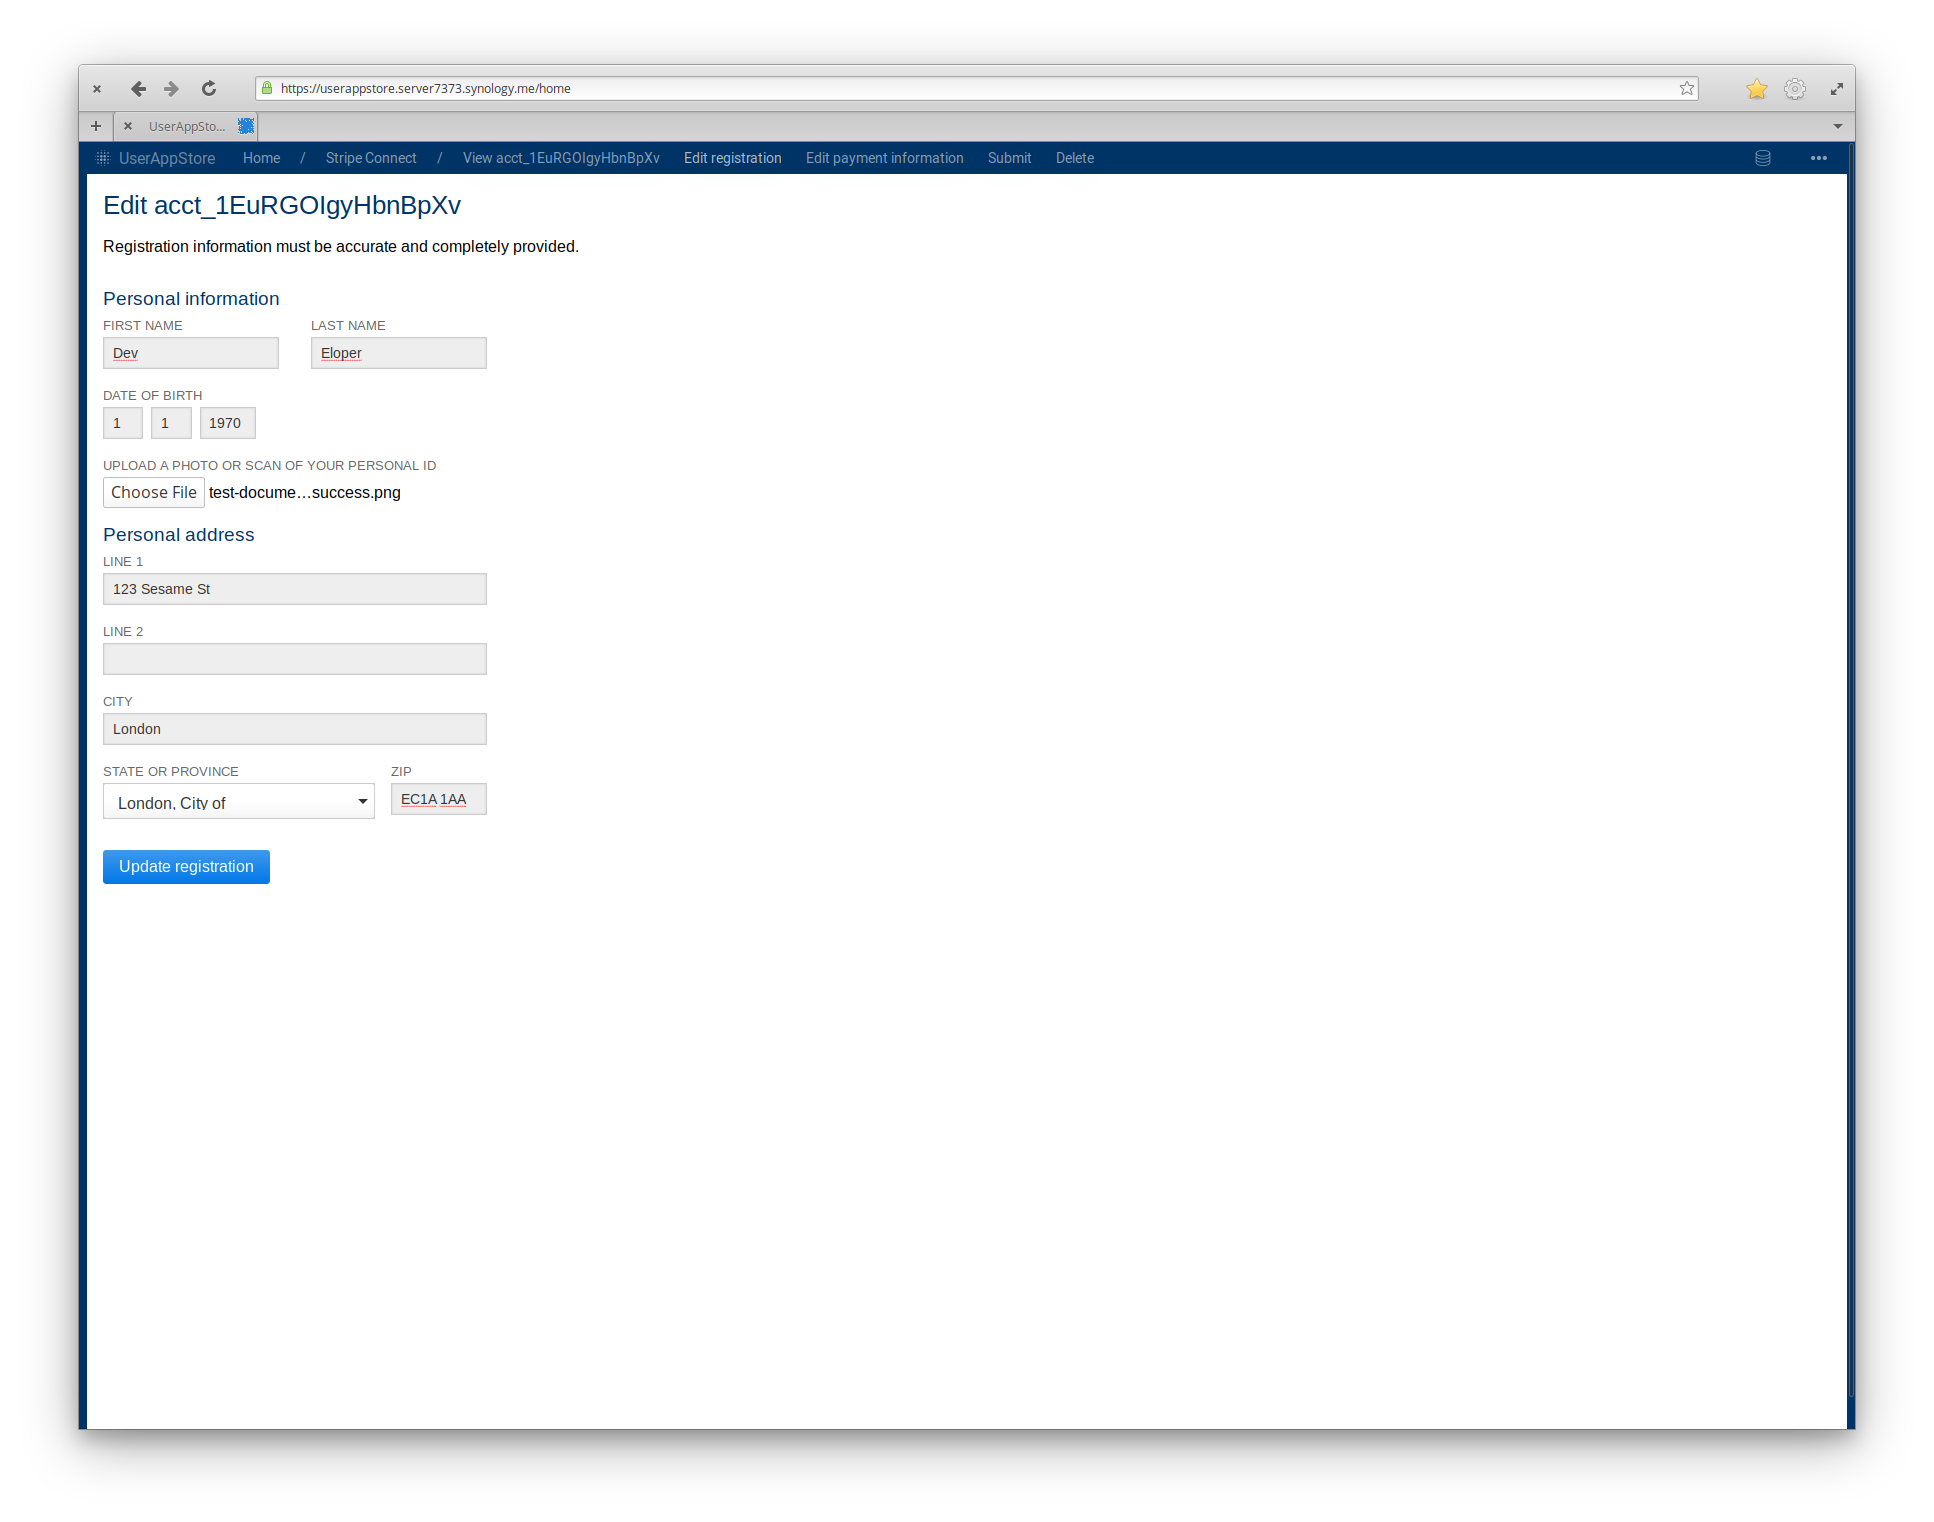 https://userappstore.server7373.synology.me/home
UserAppSto...
UserAppStore Home / Stripe Connect / View acct_1EuRGOIgyHbnBpXv Edit registration Edit payment information Submit Delete
Edit acct_1EuRGOIgyHbnBpXv
Registration information must be accurate and completely provided.
Personal information
FIRST NAME LAST NAME
Dev Eloper
DATE OF BIRTH
1 1 1970
UPLOAD A PHOTO OR SCAN OF YOUR PERSONAL ID
Choose File test-docume…success.png
Personal address
LINE 1
123 Sesame St
LINE 2
CITY
London
STATE OR PROVINCE ZIP
London, City of EC1A 1AA
Update registration